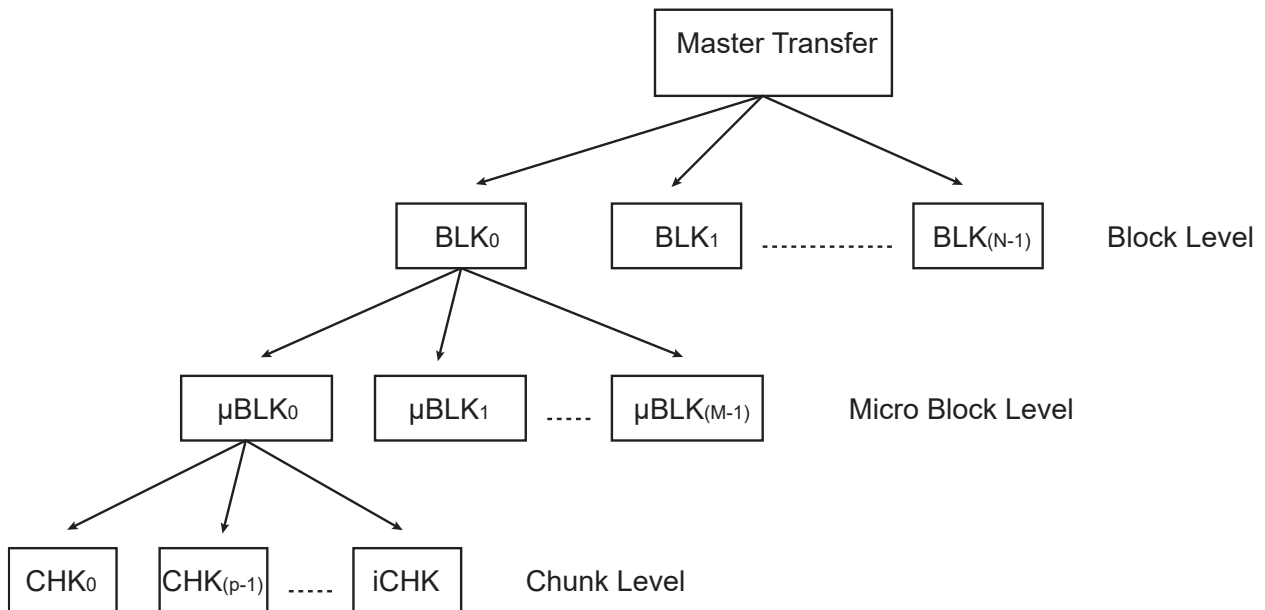 Master Transfer
BLK0 BLK1 BLK(N-1) Block Level
µBLK0 µBLK1 µBLK(M-1) Micro Block Level
CHK0 CHK(p-1) iCHK Chunk Level